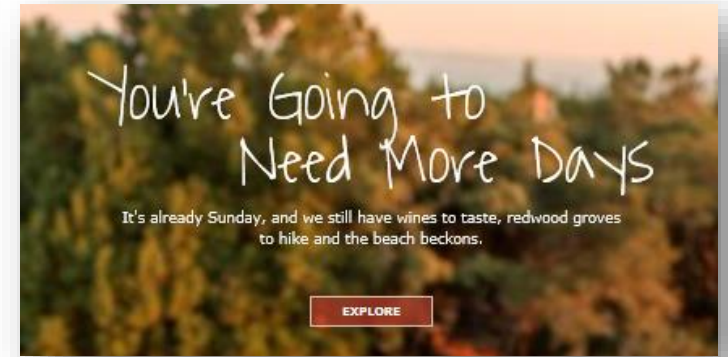 You're Going to
Need More Days
It's already Sunday, and we still have wines to taste, redwood groves
to hike and the beach beckons.
EXPLORE